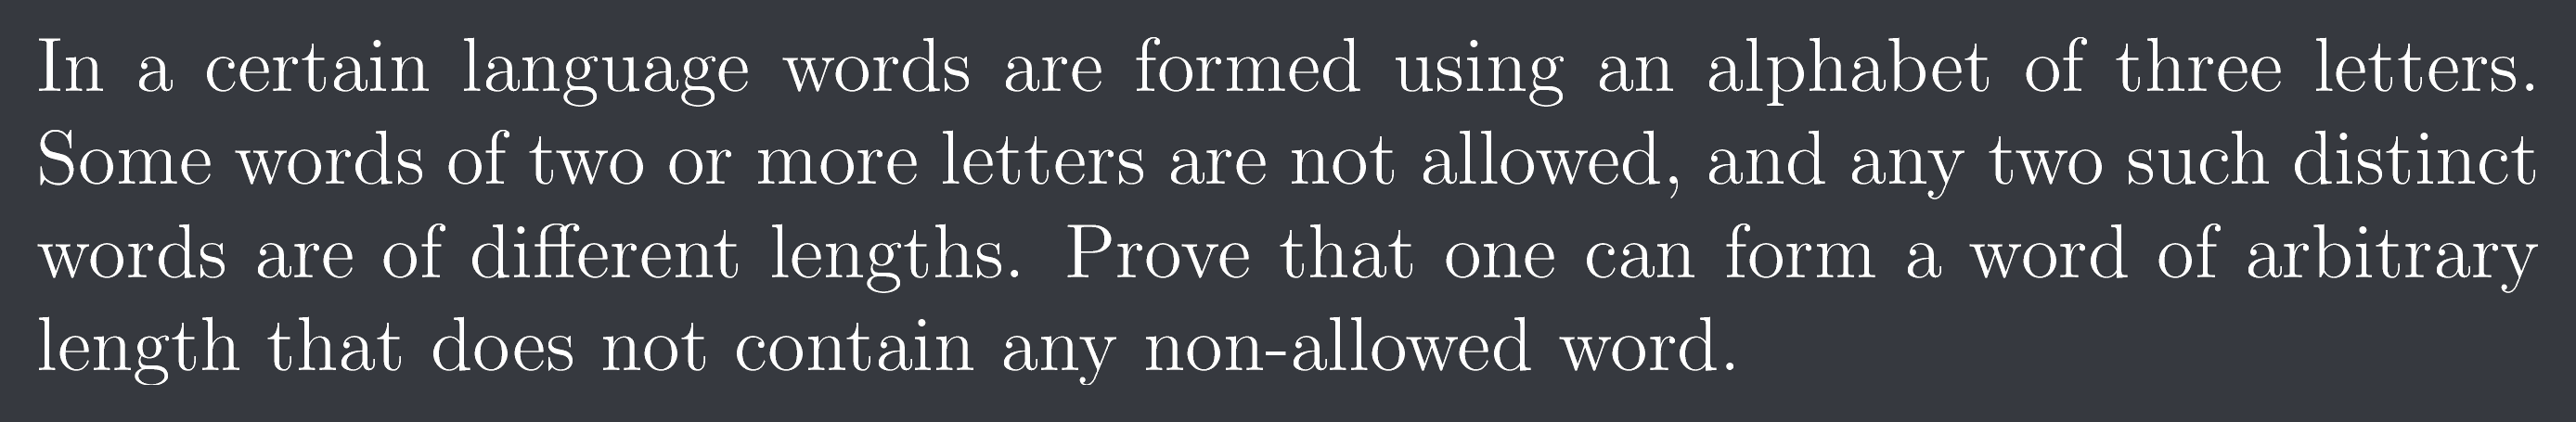 In a certain language words are formed using an alphabet of three letters.
Some words of two or more letters are not allowed, and any two such distinct
words are of different lengths. Prove that one can form a word of arbitrary
length that does not contain any non-allowed word.